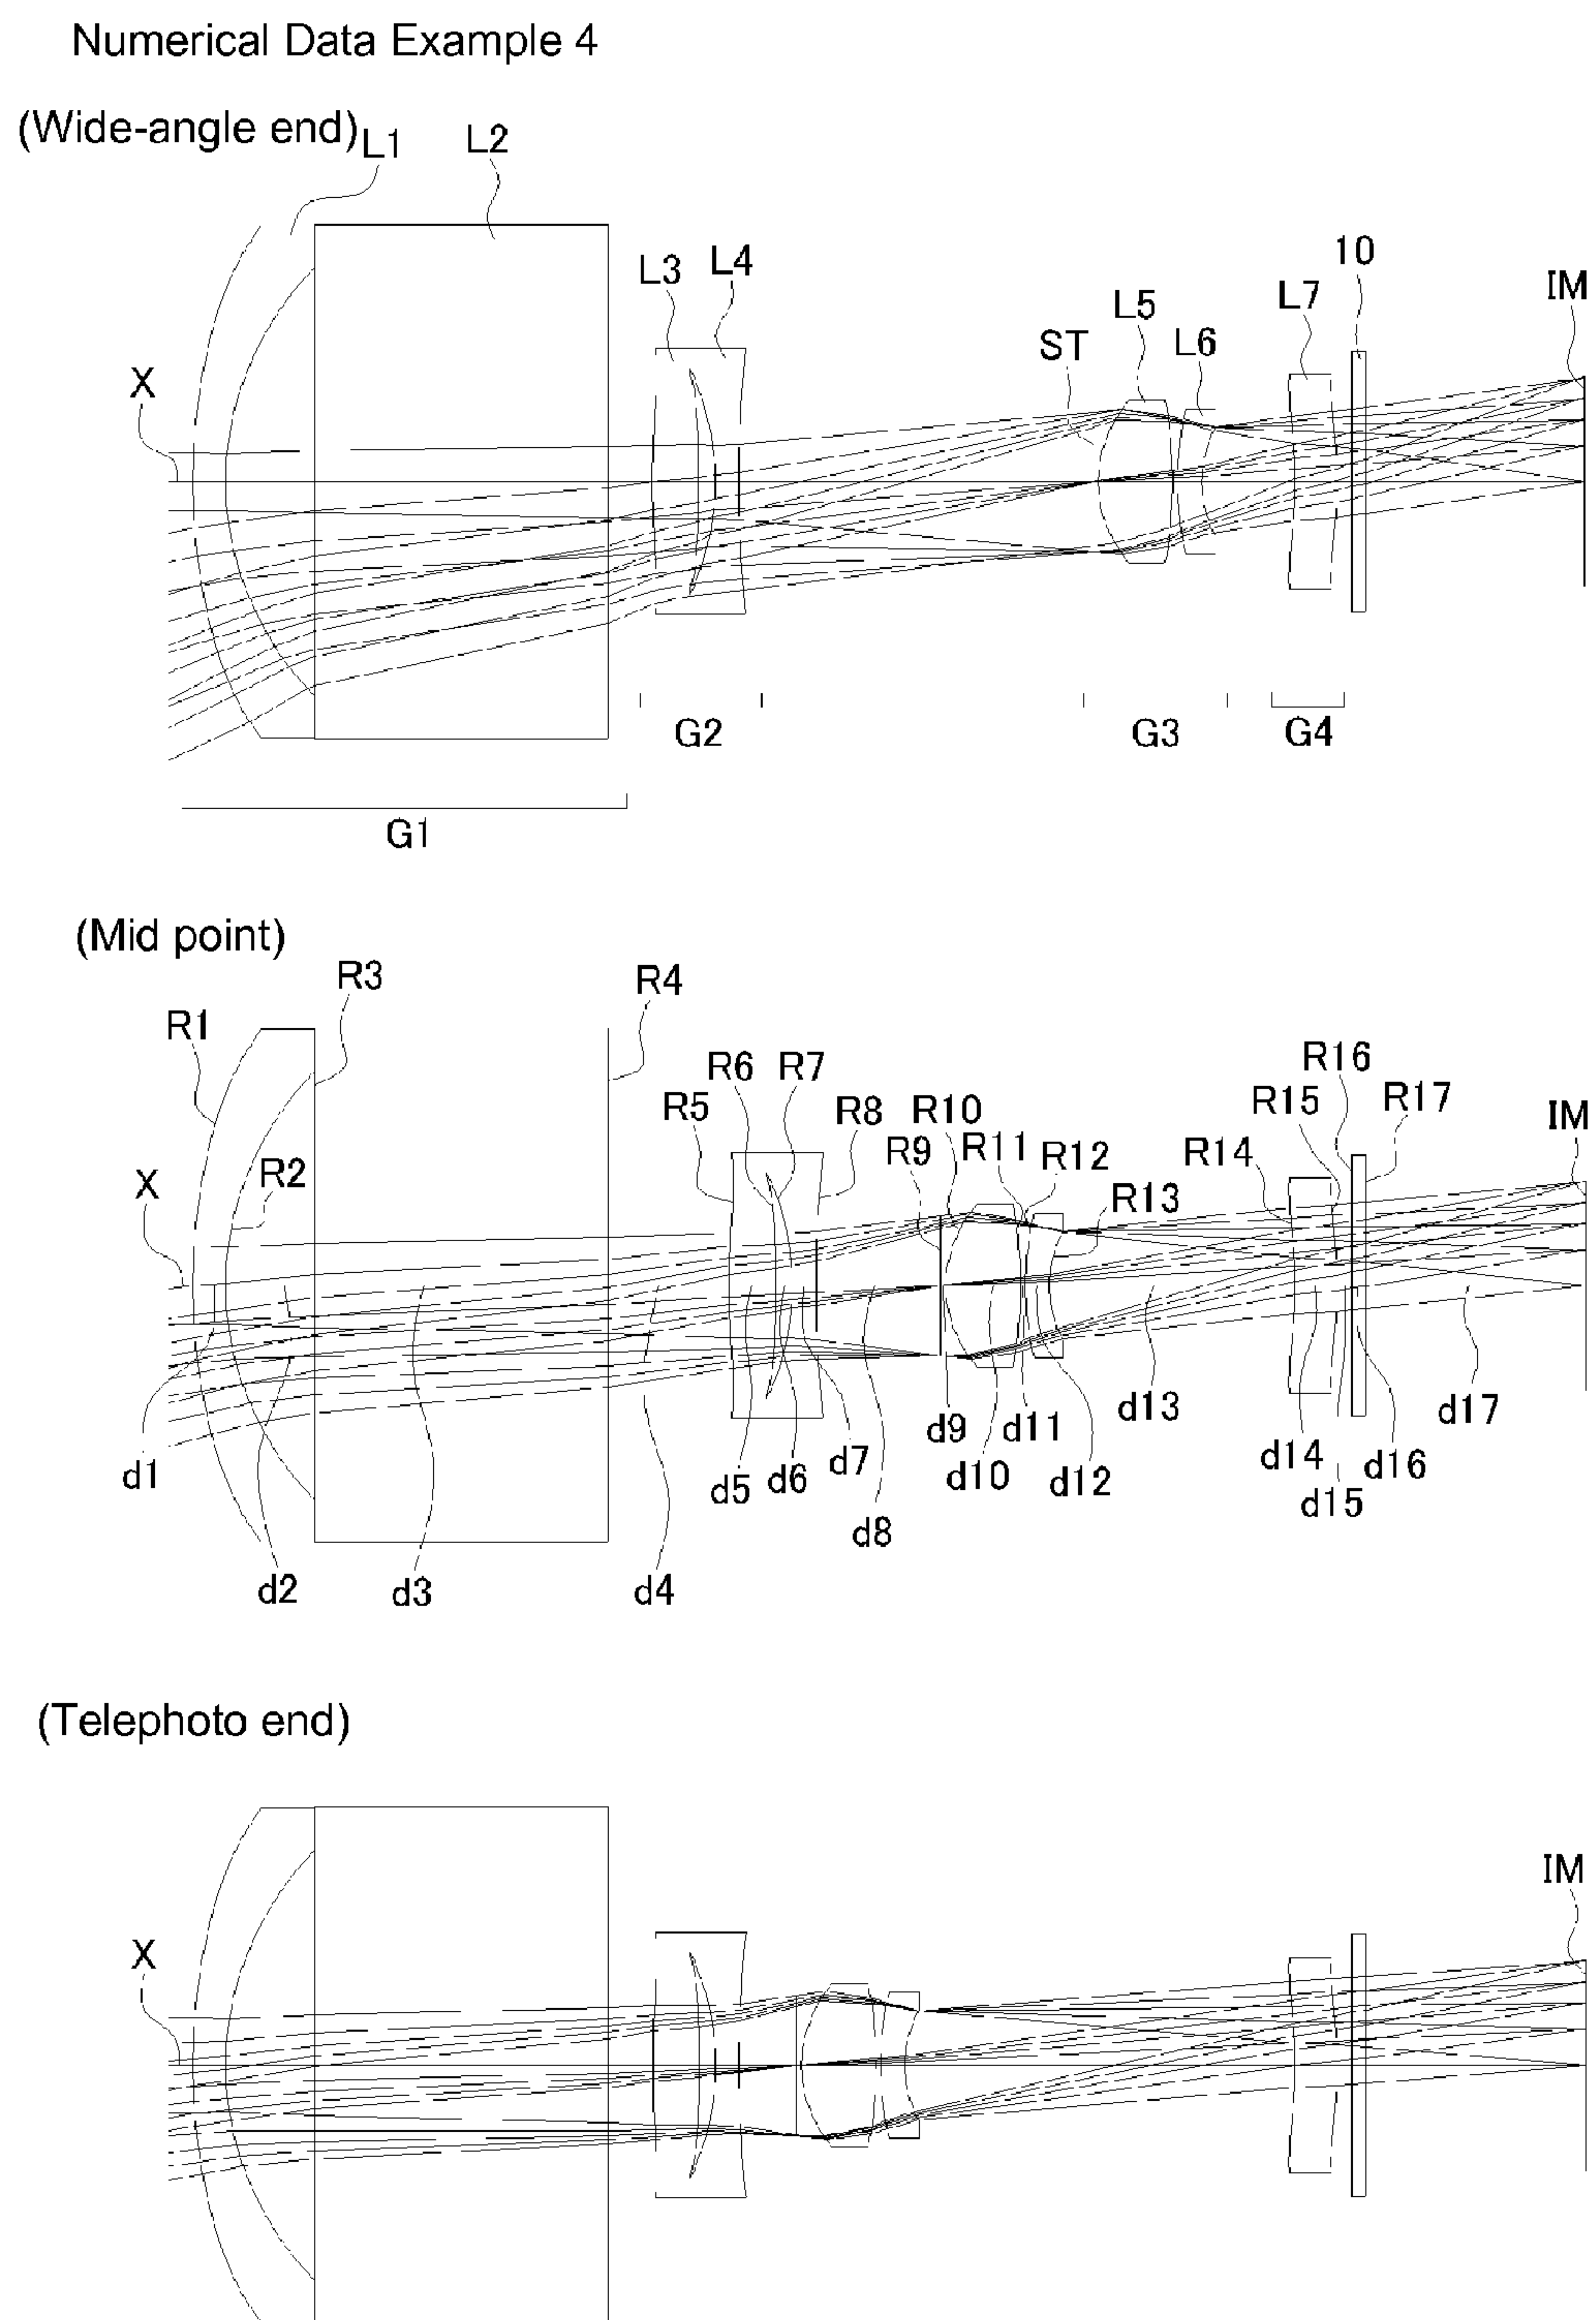 Numerical Data Example 4
(Wide-angle end)
L1
L2
L3
L4
ST
L5
L6
L7
10
IM
X
G2
G3
G4
G1
(Mid point)
R1
R2
R3
R4
R5
R6
R7
R8
R9
R10
R11
R12
R13
R14
R15
R16
R17
IM
X
d1
d2
d3
d4
d5
d6
d7
d8
d9
d10
d11
d12
d13
d14
d15
d16
d17
(Telephoto end)
IM
X